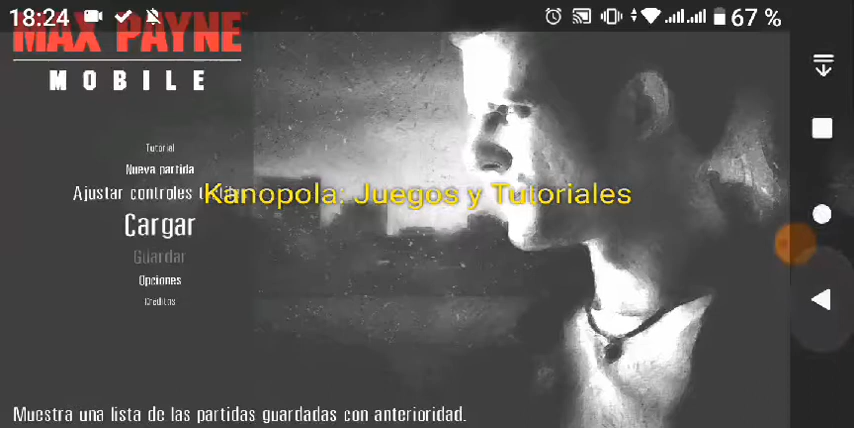 18:24
67 %
MAX PAYNE
MOBILE
Tutorial
Nueva partida
Ajustar controles
Kanopola: Juegos y Tutoriales
Cargar
Guardar
Opciones
Creditos
Muestra una lista de las partidas guardadas con anterioridad.